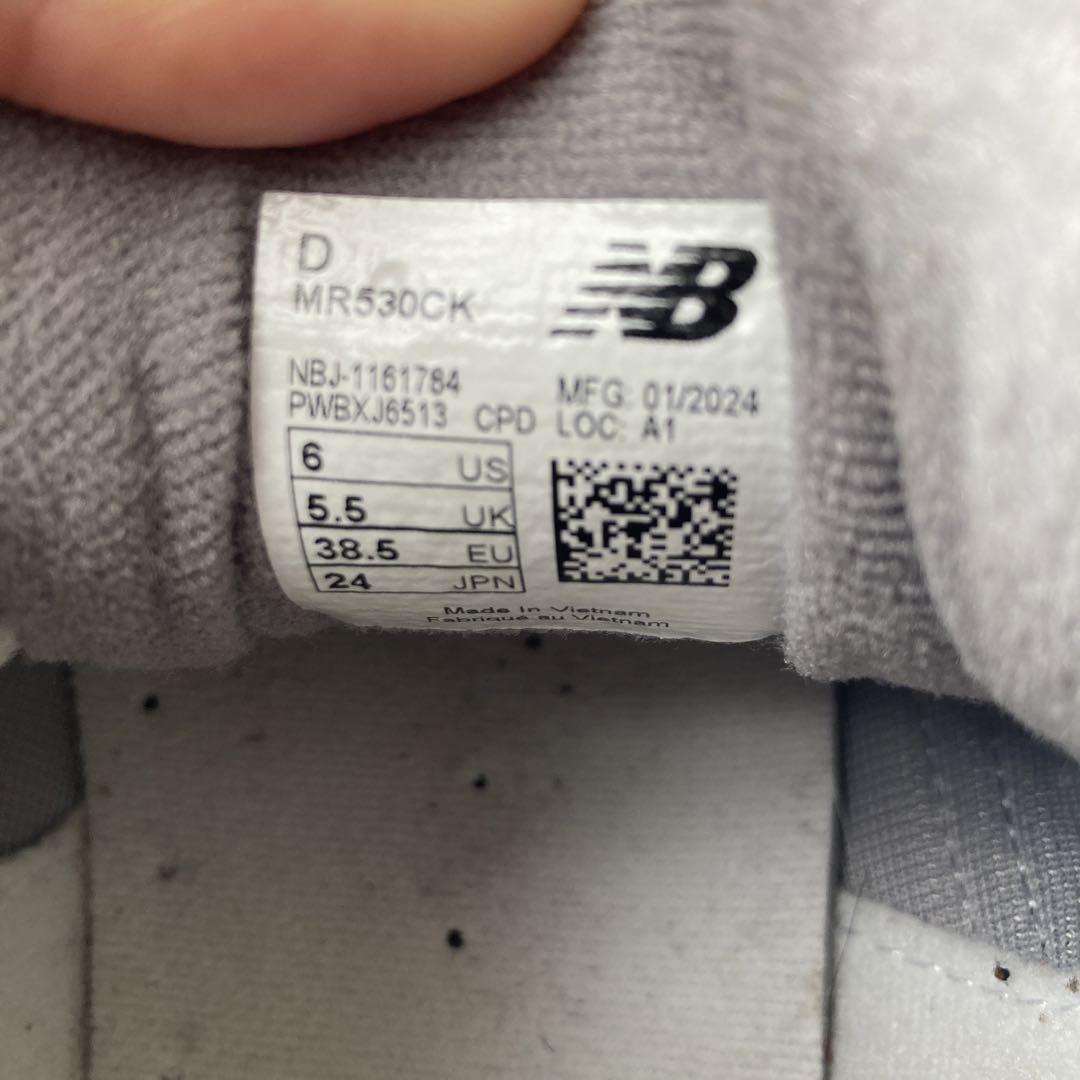 D
MR530CK
NB
NBJ-1161784
PWBXJ6513 CPD
MFG: 01/2024
LOC: A1
6 US
5.5 UK
38.5 EU
24 JPN
Made In Vietnam
Fabriqué au Vietnam